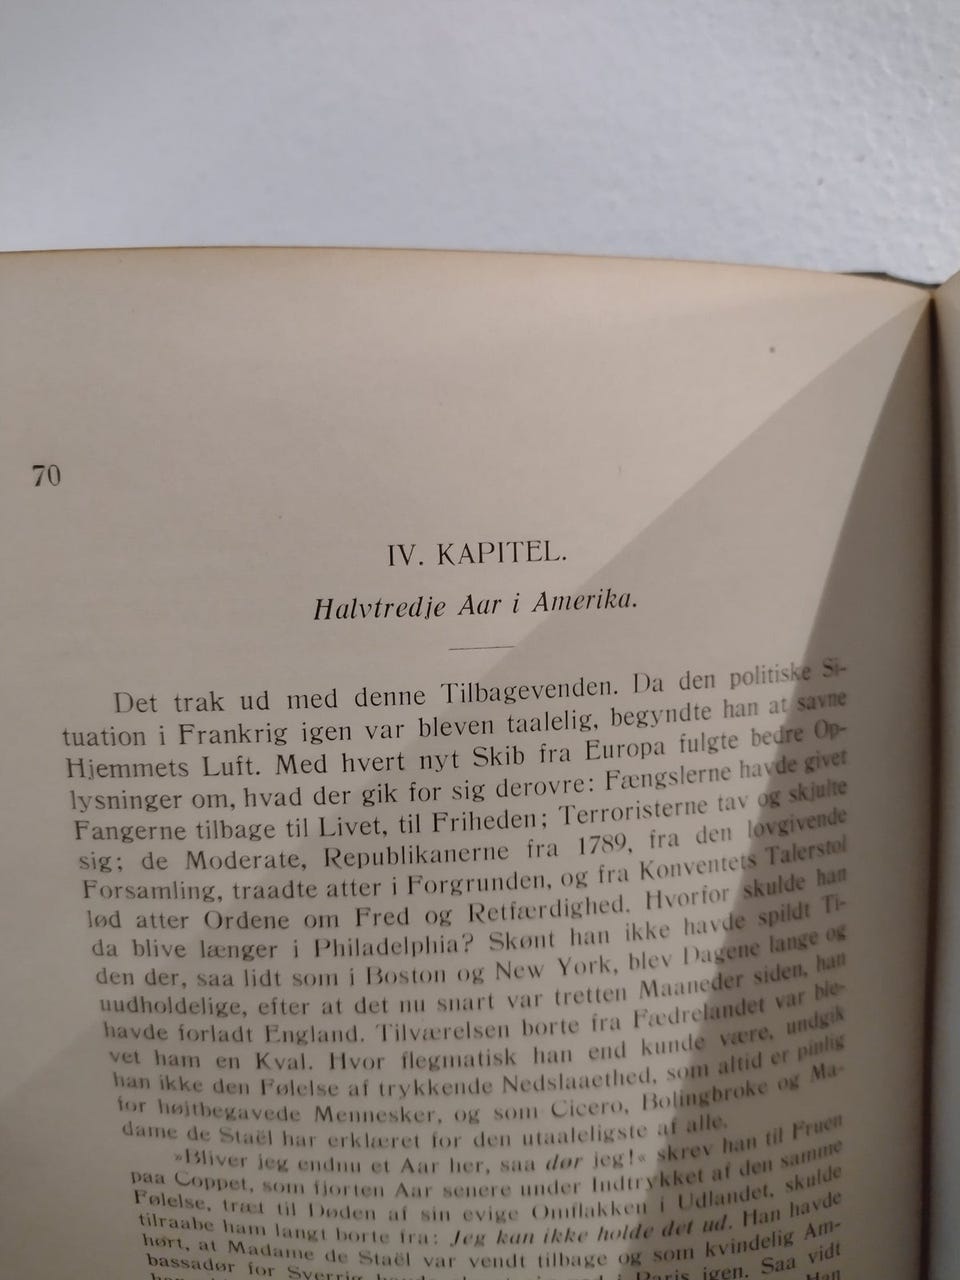 70
IV. KAPITEL.
Halvtredje Aar i Amerika.
Det trak ud med denne Tilbagevenden. Da den politiske Si-
tuation i Frankrig igen var bleven taalelig, begyndte han at savne
Hjemmets Luft. Med hvert nyt Skib fra Europa fulgte bedre Op-
lysninger om, hvad der gik for sig derovre: Fængslerne havde givet
Fangerne tilbage til Livet, til Friheden; Terroristerne tav og skjulte
sig; de Moderate, Republikanerne fra 1789, fra den lovgivende
Forsamling, traadte atter i Forgrunden, og fra Konventets Talerstol
lød atter Ordene om Fred og Retfærdighed. Hvorfor skulde han
da blive længer i Philadelphia? Skønt han ikke havde spildt Ti-
den der, saa lidt som i Boston og New York, blev Dagene lange og
uudholdelige, efter at det nu snart var tretten Maaneder siden, han
havde forladt England. Tilværelsen borte fra Fædrelandet var ble-
vet ham en Kval. Hvor flegmatisk han end kunde være, undgik
han ikke den Følelse af trykkende Nedslaaethed, som altid er pinlig
for højtbegavede Mennesker, og som Cicero, Bolingbroke og Ma-
dame de Staël har erklæret for den utaaleligste af alle.
»Bliver jeg endnu et Aar her, saa dør jeg!« skrev han til Fruen
paa Coppet, som fjorten Aar senere under Indtrykket af den samme
Følelse, træt til Døden af sin evige Omflakken i Udlandet, skulde
tilraabe ham langt borte fra: Jeg kan ikke holde det ud. Han havde
hørt, at Madame de Staël var vendt tilbage og som kvindelig Am-
bassadør for Sverrig i Paris igen. Saa vidt
Han